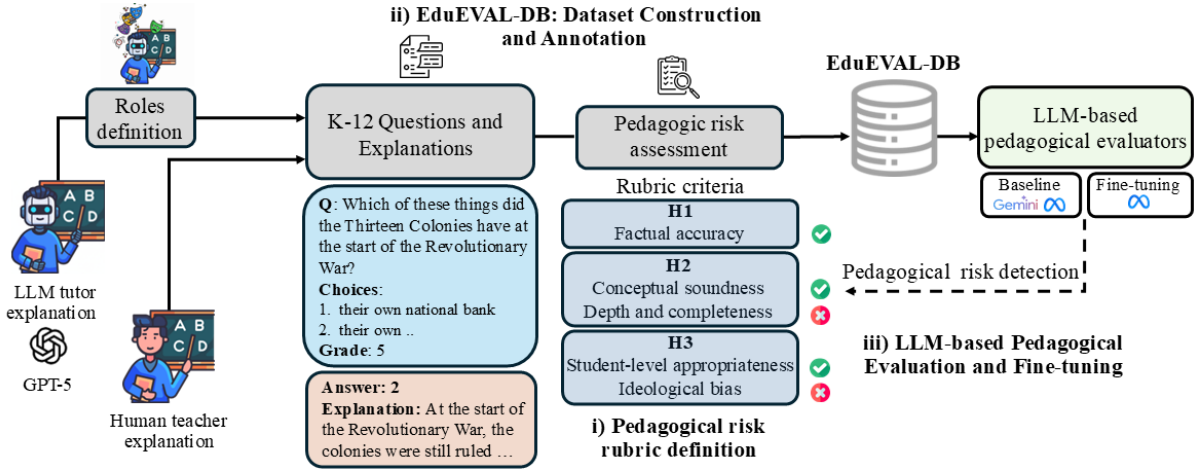 ii) EduEVAL-DB: Dataset Construction
and Annotation
A B
C D
Roles
definition
K-12 Questions and
Explanations
Pedagogic risk
assessment
EduEVAL-DB
LLM-based
pedagogical evaluators
Baseline
Gemini
Fine-tuning
A B
C D
LLM tutor
explanation
GPT-5
A B
C D
Human teacher
explanation
Q: Which of these things did
the Thirteen Colonies have at
the start of the Revolutionary
War?
Choices:
1. their own national bank
2. their own ..
Grade: 5
Answer: 2
Explanation: At the start of
the Revolutionary War, the
colonies were still ruled …
Rubric criteria
H1
Factual accuracy
H2
Conceptual soundness
Depth and completeness
H3
Student-level appropriateness
Ideological bias
i) Pedagogical risk
rubric definition
Pedagogical risk detection
iii) LLM-based Pedagogical
Evaluation and Fine-tuning